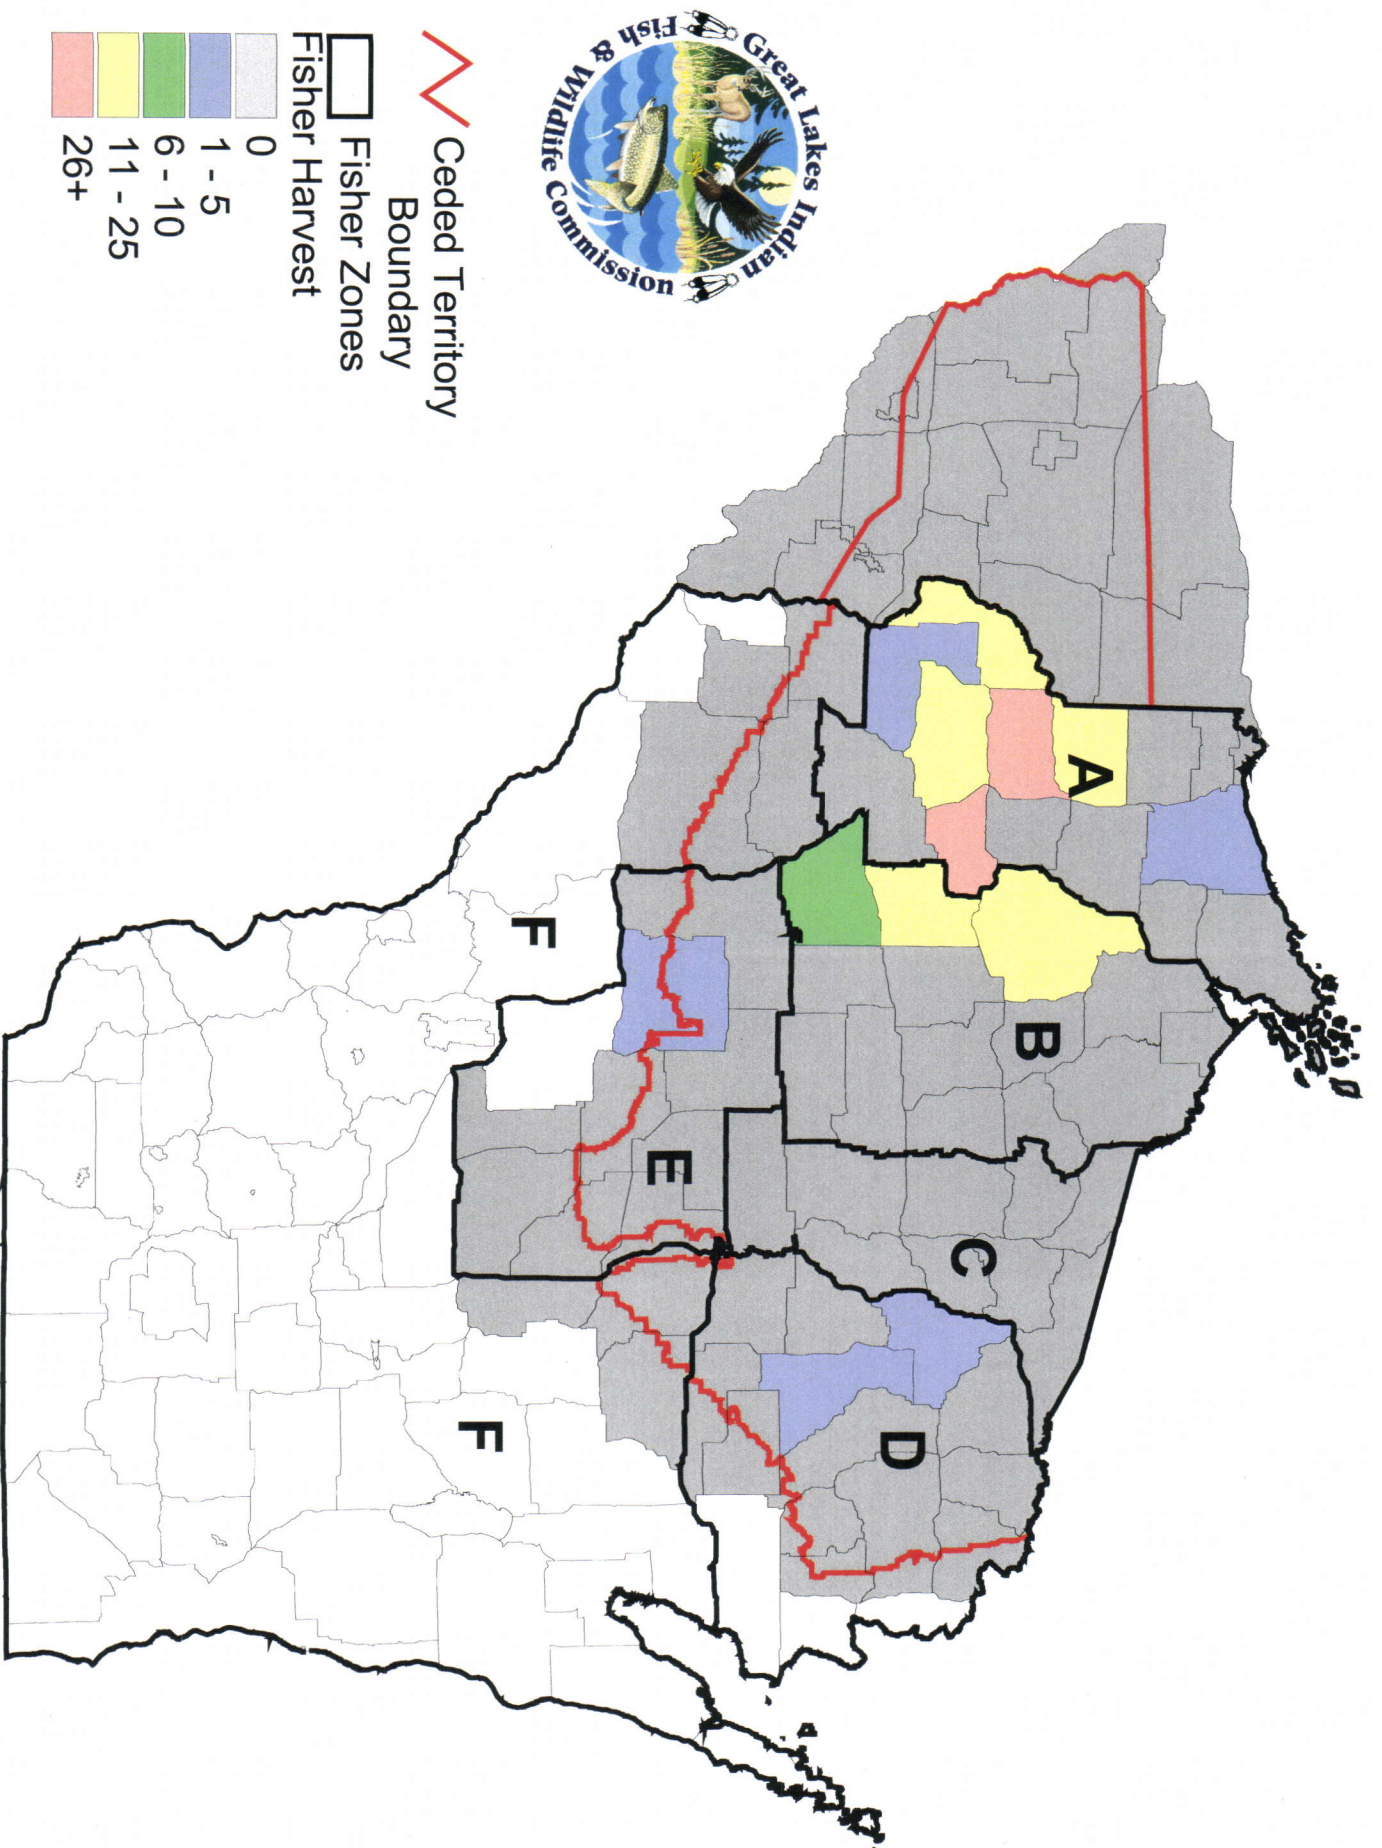 Great Lakes Indian
Fish & Wildlife Commission
Ceded Territory
Boundary
Fisher Zones
Fisher Harvest
0
1 - 5
6 - 10
11 - 25
26+
A
B
C
D
E
F
F